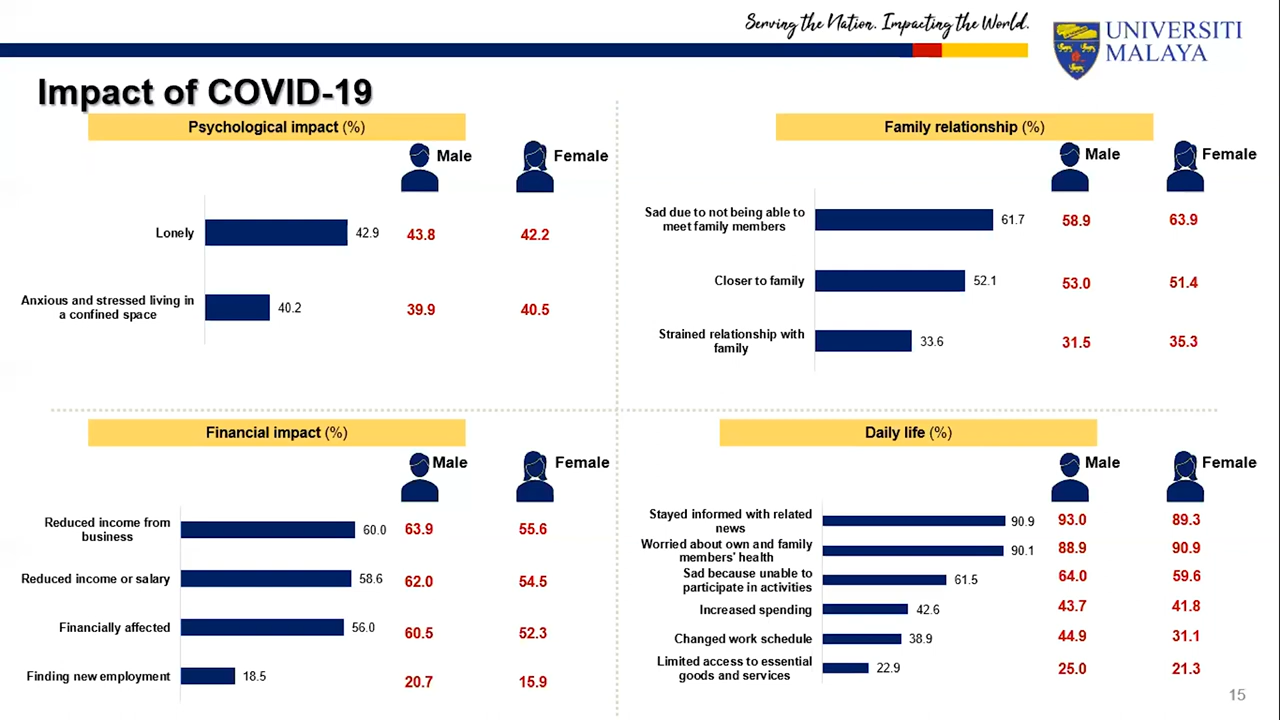 Serving the Nation. Impacting the World.
UNIVERSITI
MALAYA
Impact of COVID-19
Psychological impact (%)
Male
Female
Lonely
42.9
43.8
42.2
Anxious and stressed living in
a confined space
40.2
39.9
40.5
Family relationship (%)
Male
Female
Sad due to not being able to
meet family members
61.7
58.9
63.9
Closer to family
52.1
53.0
51.4
Strained relationship with
family
33.6
31.5
35.3
Financial impact (%)
Male
Female
Reduced income from
business
60.0
63.9
55.6
Reduced income or salary
58.6
62.0
54.5
Financially affected
56.0
60.5
52.3
Finding new employment
18.5
20.7
15.9
Daily life (%)
Male
Female
Stayed informed with related
news
90.9
93.0
89.3
Worried about own and family
members' health
90.1
88.9
90.9
Sad because unable to
participate in activities
61.5
64.0
59.6
Increased spending
42.6
43.7
41.8
Changed work schedule
38.9
44.9
31.1
Limited access to essential
goods and services
22.9
25.0
21.3
15